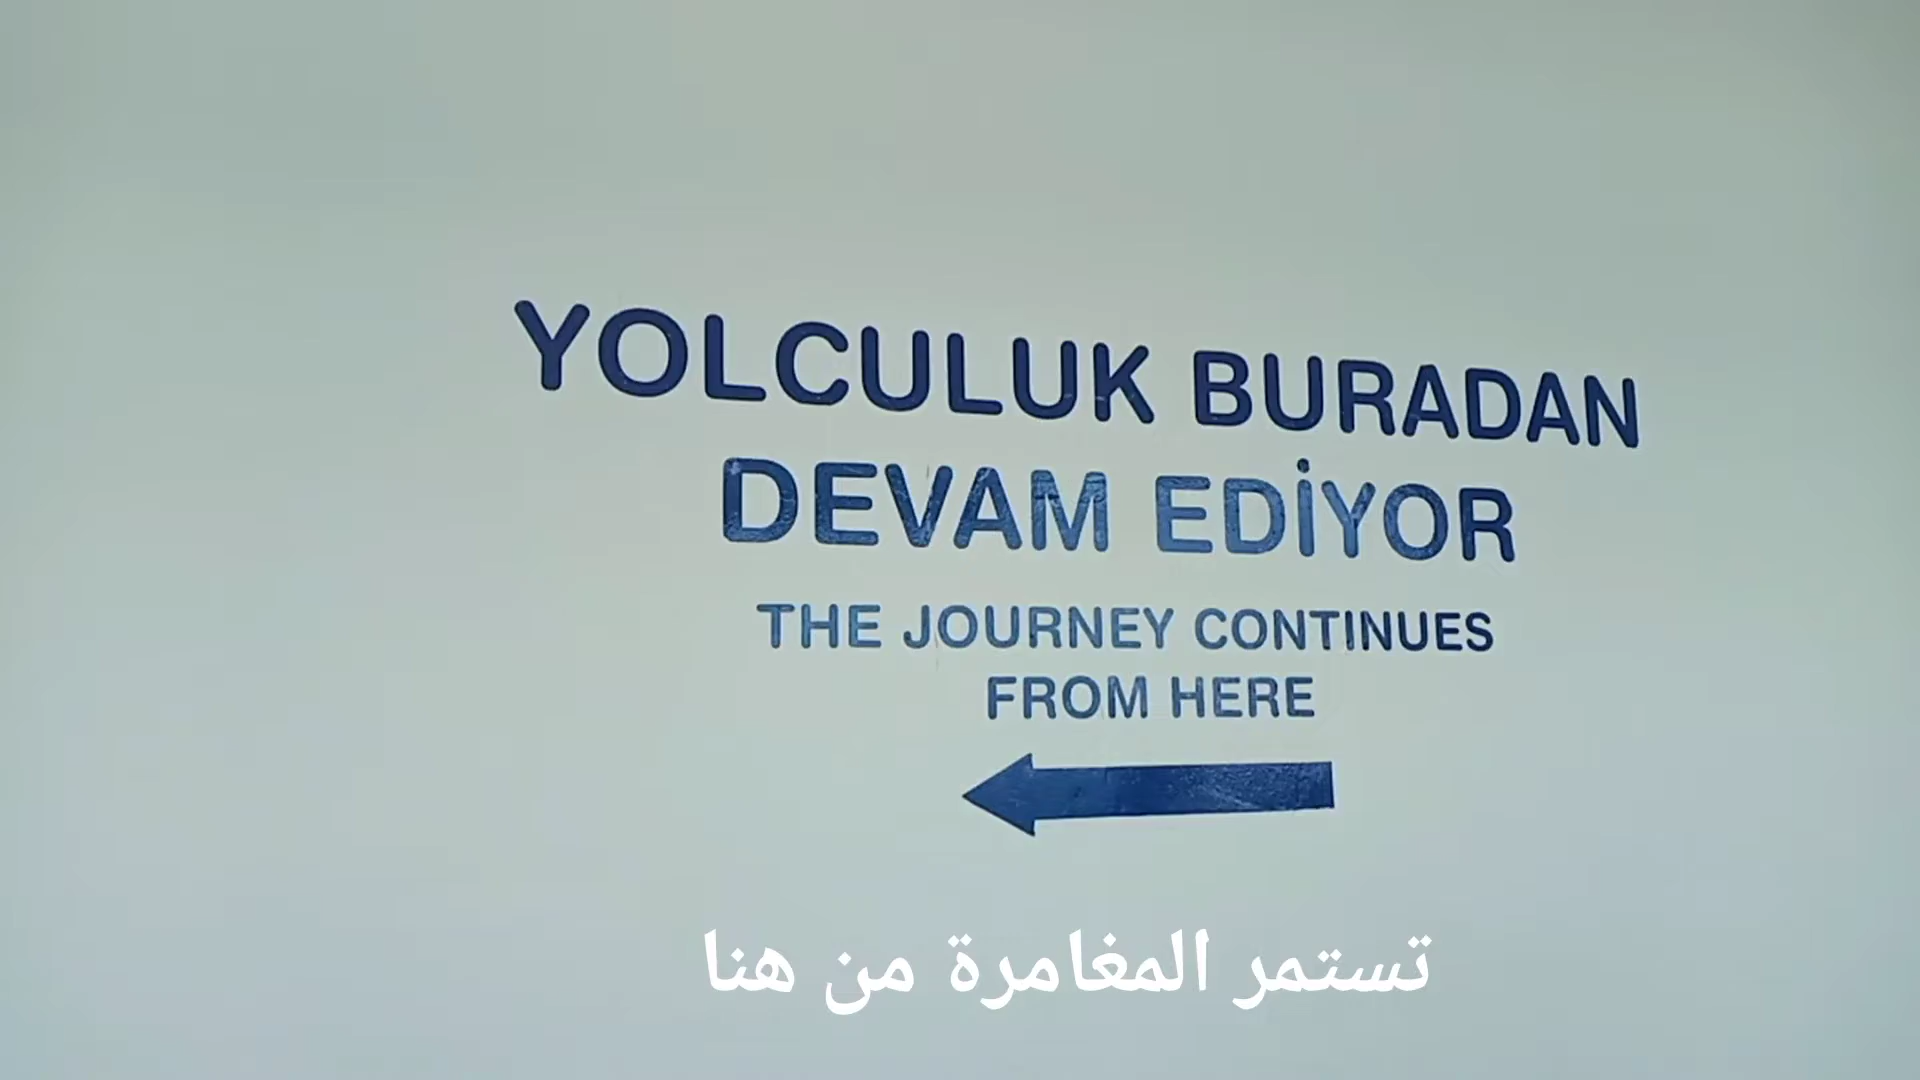 YOLCULUK BURADAN
DEVAM EDİYOR
THE JOURNEY CONTINUES
FROM HERE
تستمر المغامرة من هنا